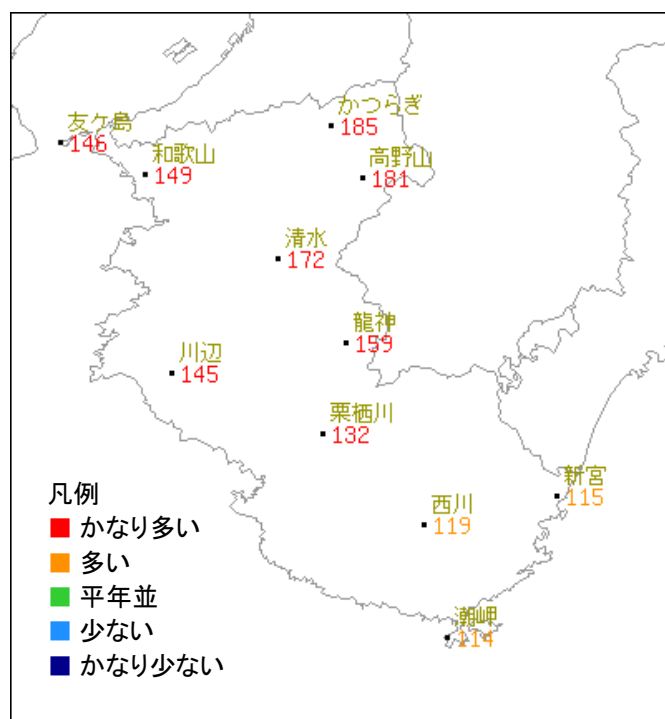 かつらぎ
185
友ケ島
146
和歌山
149
高野山
181
清水
172
龍神
159
川辺
145
栗栖川
132
新宮
115
西川
119
潮岬
114
凡例
かなり多い
多い
平年並
少ない
かなり少ない